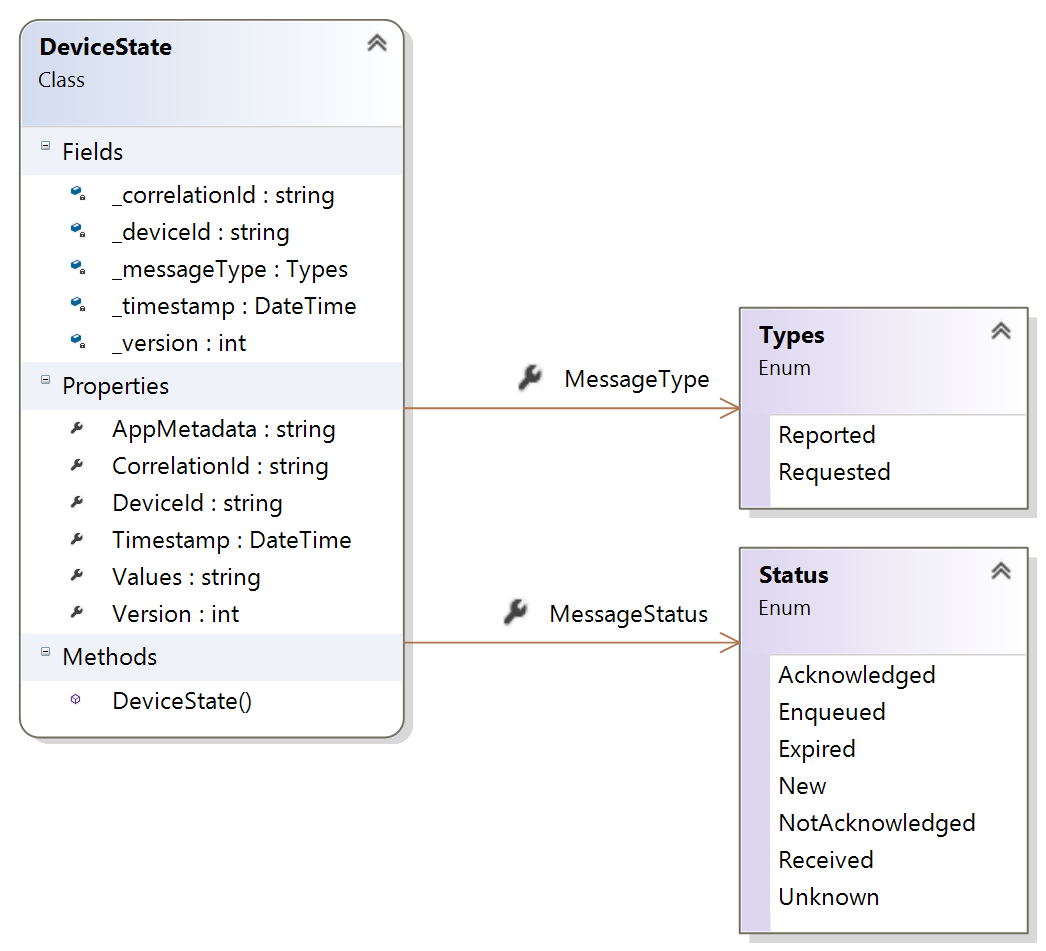 DeviceState
Class
Fields
_correlationId : string
_deviceId : string
_messageType : Types
_timestamp : DateTime
_version : int
Properties
AppMetadata : string
CorrelationId : string
DeviceId : string
Timestamp : DateTime
Values : string
Version : int
Methods
DeviceState()
MessageType
MessageStatus
Types
Enum
Reported
Requested
Status
Enum
Acknowledged
Enqueued
Expired
New
NotAcknowledged
Received
Unknown